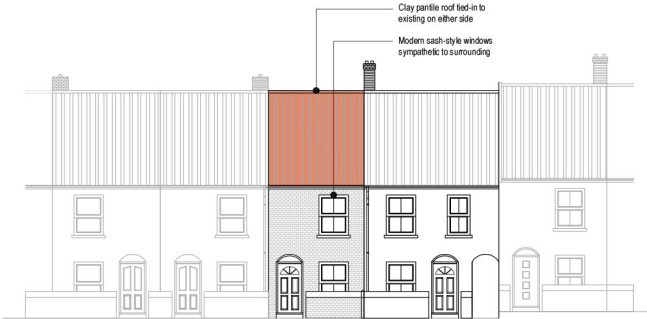 Clay pantile roof tied-in to
existing on either side
Modern sash-style windows
sympathetic to surrounding